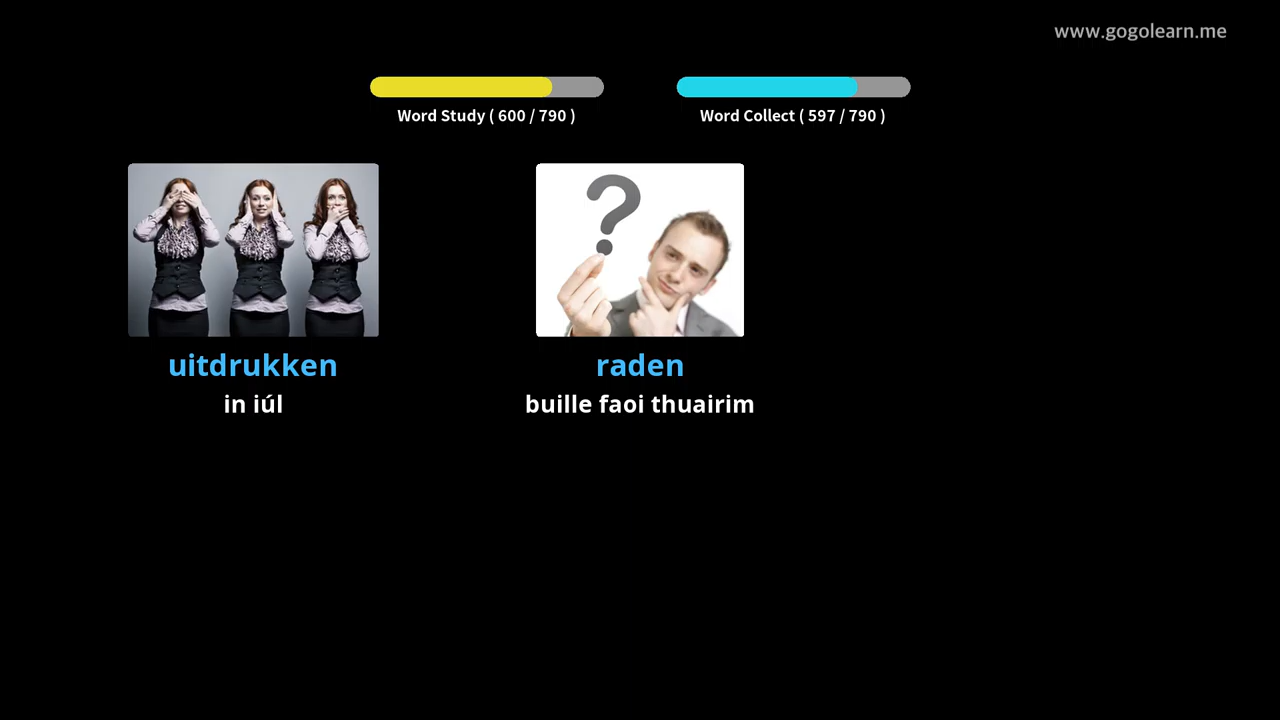 www.gogolearn.me
Word Study ( 600 / 790 )
Word Collect ( 597 / 790 )
uitdrukken
in iúl
raden
buille faoi thuairim